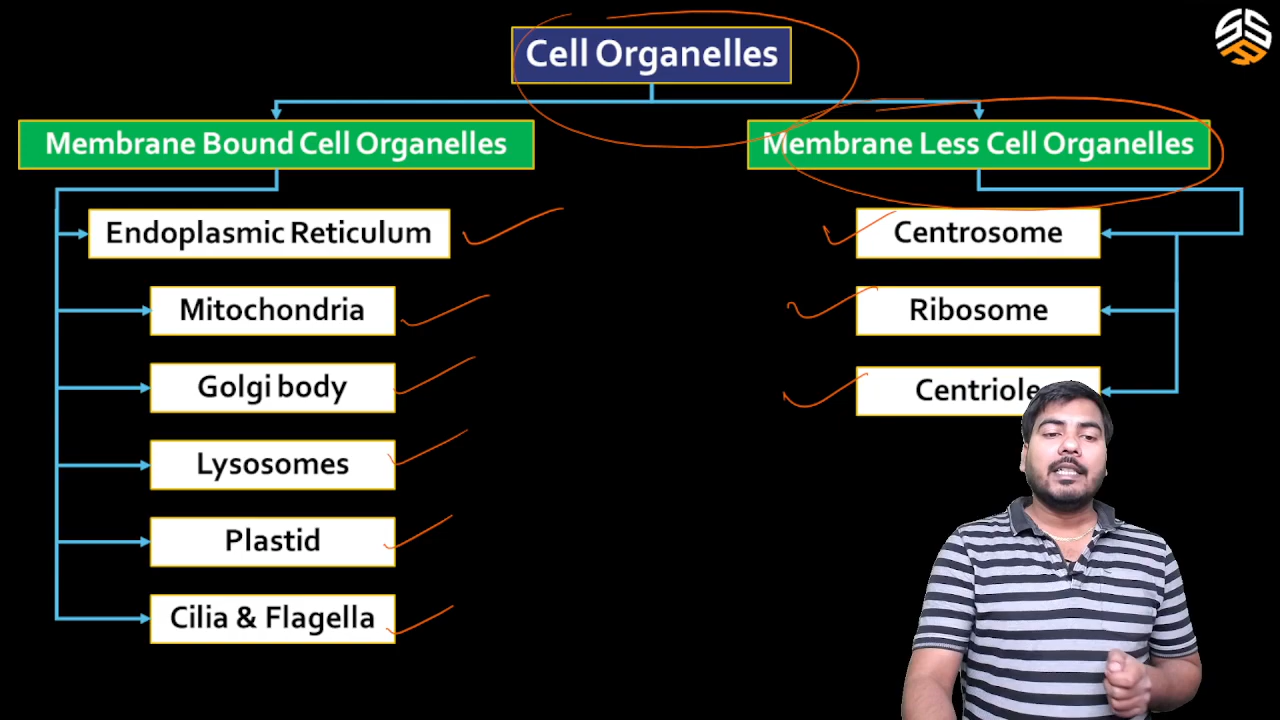 Cell Organelles
Membrane Bound Cell Organelles
Membrane Less Cell Organelles
Endoplasmic Reticulum
Mitochondria
Golgi body
Lysosomes
Plastid
Cilia & Flagella
Centrosome
Ribosome
Centriole